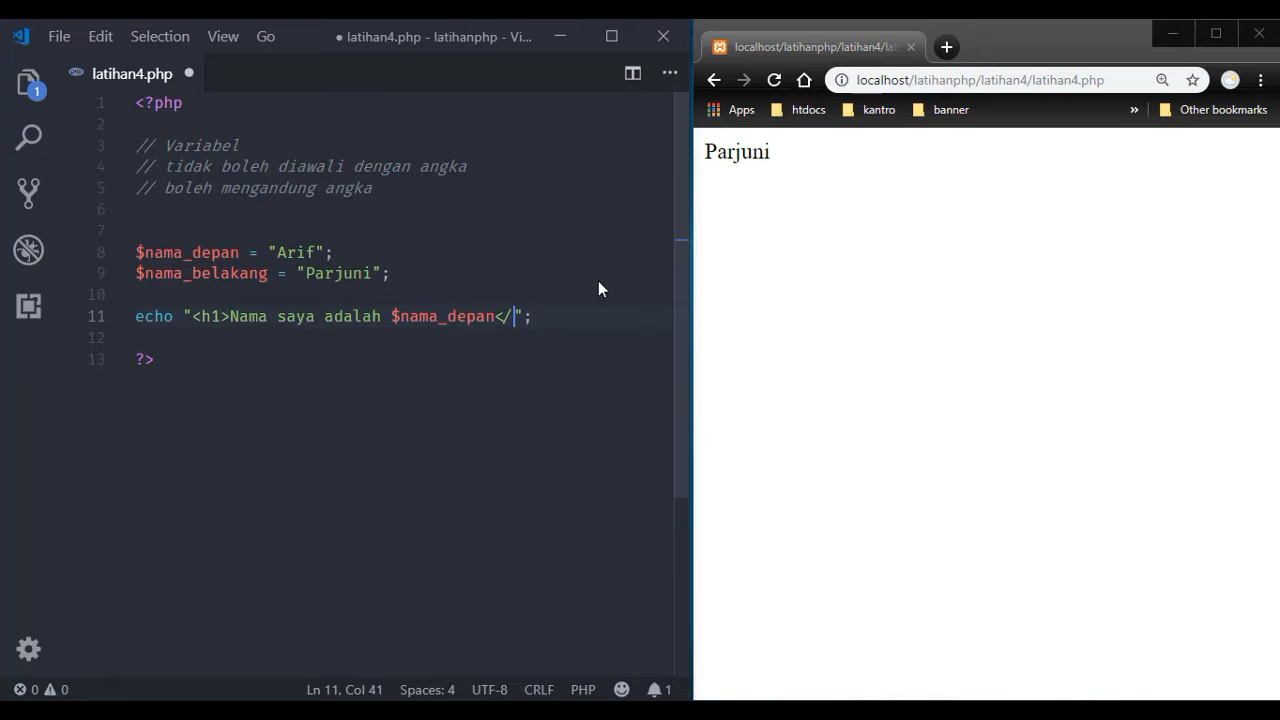 File Edit Selection View Go ● latihan4.php - latihanphp - Vi...
latihan4.php ●
1 <?php
2
3 // Variabel
4 // tidak boleh diawali dengan angka
5 // boleh mengandung angka
6
7
8 $nama_depan = "Arif";
9 $nama_belakang = "Parjuni";
10
11 echo "<h1>Nama saya adalah $nama_depan</";
12
13 ?>
1
0 0 Ln 11, Col 41 Spaces: 4 UTF-8 CRLF PHP 1
localhost/latihanphp/latihan4/lat
localhost/latihanphp/latihan4/latihan4.php
Apps htdocs kantro banner » Other bookmarks
Parjuni